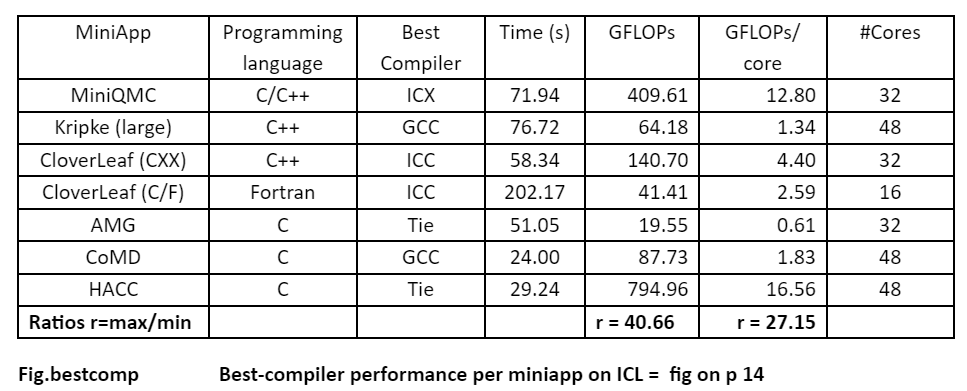 MiniApp Programming language Best Compiler Time (s) GFLOPs GFLOPs/ core #Cores
MiniQMC C/C++ ICX 71.94 409.61 12.80 32
Kripke (large) C++ GCC 76.72 64.18 1.34 48
CloverLeaf (CXX) C++ ICC 58.34 140.70 4.40 32
CloverLeaf (C/F) Fortran ICC 202.17 41.41 2.59 16
AMG C Tie 51.05 19.55 0.61 32
CoMD C GCC 24.00 87.73 1.83 48
HACC C Tie 29.24 794.96 16.56 48
Ratios r=max/min r = 40.66 r = 27.15
Fig.bestcomp Best-compiler performance per miniapp on ICL = fig on p 14